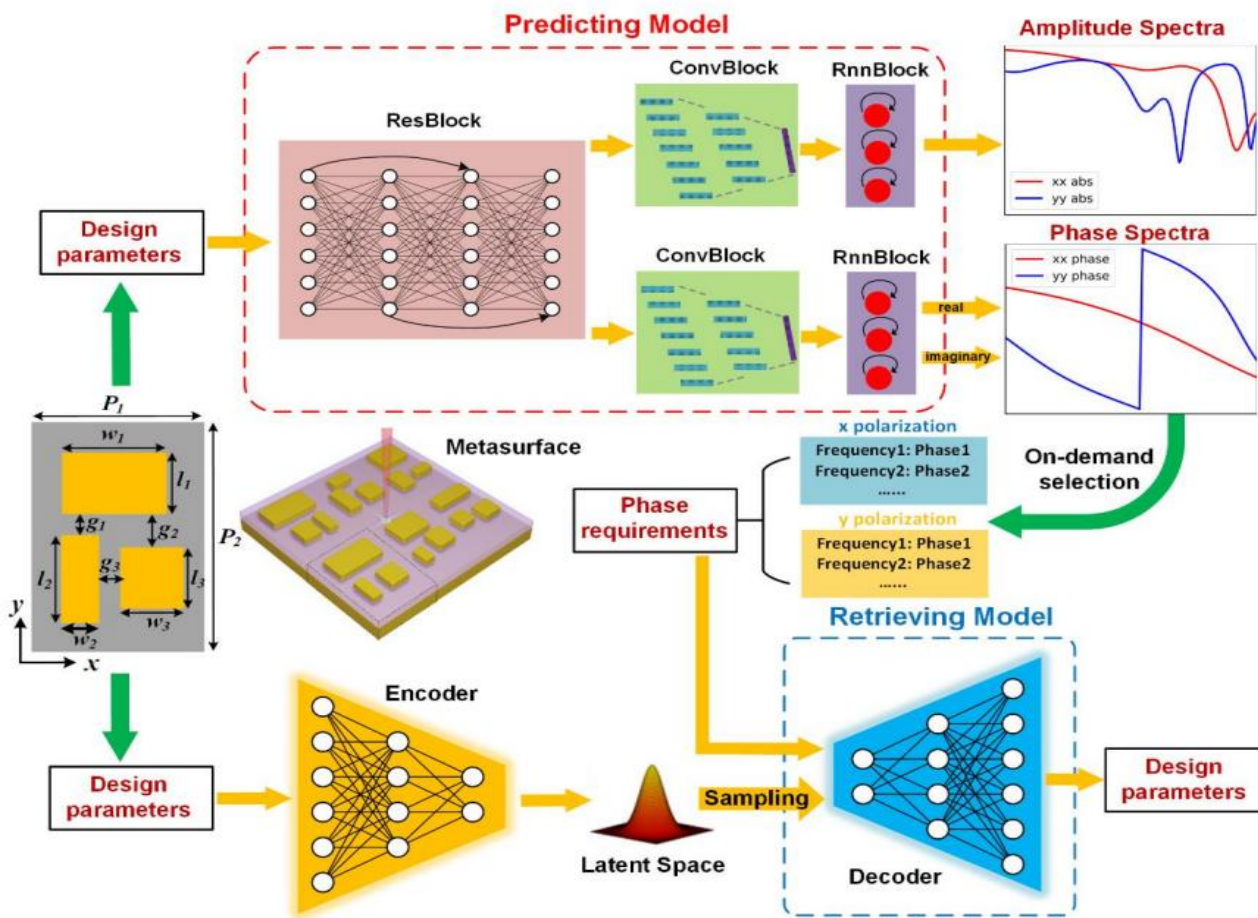 Predicting Model
Amplitude Spectra
ConvBlock
RnnBlock
ResBlock
xx abs
yy abs
Design
parameters
Phase Spectra
ConvBlock
RnnBlock
xx phase
yy phase
real
imaginary
P1
w1
l1
g1
g2
P2
g3
l2
l3
w2
w3
y
x
Metasurface
x polarization
Frequency1: Phase1
Frequency2: Phase2
......
On-demand
selection
Phase
requirements
y polarization
Frequency1: Phase1
Frequency2: Phase2
......
Retrieving Model
Encoder
Design
parameters
Sampling
Latent Space
Decoder
Design
parameters